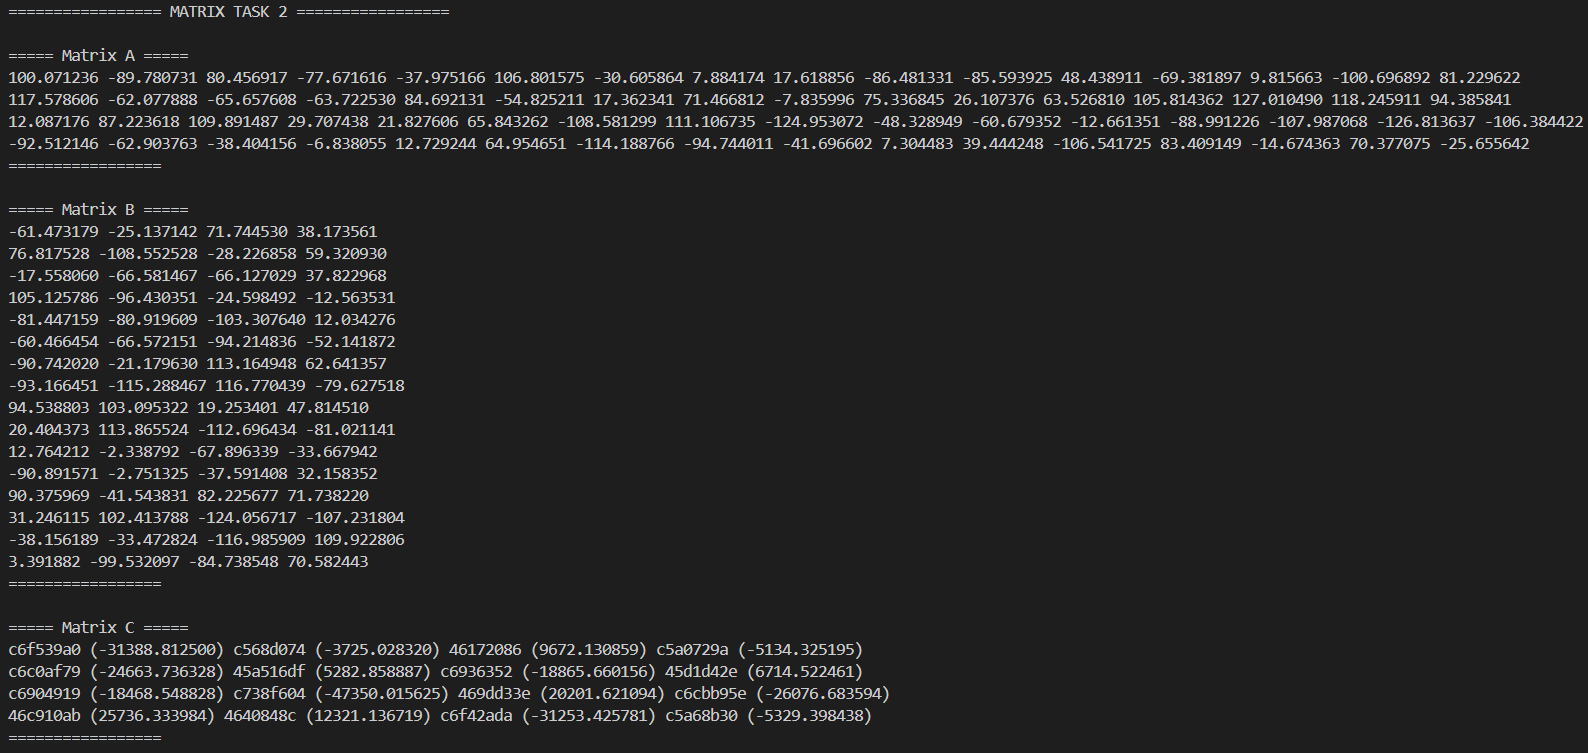 ================= MATRIX TASK 2 =================
===== Matrix A =====
100.071236 -89.780731 80.456917 -77.671616 -37.975166 106.801575 -30.605864 7.884174 17.618856 -86.481331 -85.593925 48.438911 -69.381897 9.815663 -100.696892 81.229622
117.578606 -62.077888 -65.657608 -63.722530 84.692131 -54.825211 17.362341 71.466812 -7.835996 75.336845 26.107376 63.526810 105.814362 127.010490 118.245911 94.385841
12.087176 87.223618 109.891487 29.707438 21.827606 65.843262 -108.581299 111.106735 -124.953072 -48.328949 -60.679352 -12.661351 -88.991226 -107.987068 -126.813637 -106.384422
-92.512146 -62.903763 -38.404156 -6.838055 12.729244 64.954651 -114.188766 -94.744011 -41.696602 7.304483 39.444248 -106.541725 83.409149 -14.674363 70.377075 -25.655642
=================
===== Matrix B =====
-61.473179 -25.137142 71.744530 38.173561
76.817528 -108.552528 -28.226858 59.320930
-17.558060 -66.581467 -66.127029 37.822968
105.125786 -96.430351 -24.598492 -12.563531
-81.447159 -80.919609 -103.307640 12.034276
-60.466454 -66.572151 -94.214836 -52.141872
-90.742020 -21.179630 113.164948 62.641357
-93.166451 -115.288467 116.770439 -79.627518
94.538803 103.095322 19.253401 47.814510
20.404373 113.865524 -112.696434 -81.021141
12.764212 -2.338792 -67.896339 -33.667942
-90.891571 -2.751325 -37.591408 32.158352
90.375969 -41.543831 82.225677 71.738220
31.246115 102.413788 -124.056717 -107.231804
-38.156189 -33.472824 -116.985909 109.922806
3.391882 -99.532097 -84.738548 70.582443
=================
===== Matrix C =====
c6f539a0 (-31388.812500) c568d074 (-3725.028320) 46172086 (9672.130859) c5a0729a (-5134.325195)
c6c0af79 (-24663.736328) 45a516df (5282.858887) c6936352 (-18865.660156) 45d1d42e (6714.522461)
c6904919 (-18468.548828) c738f604 (-47350.015625) 469dd33e (20201.621094) c6cbb95e (-26076.683594)
46c910ab (25736.333984) 4640848c (12321.136719) c6f42ada (-31253.425781) c5a68b30 (-5329.398438)
=================